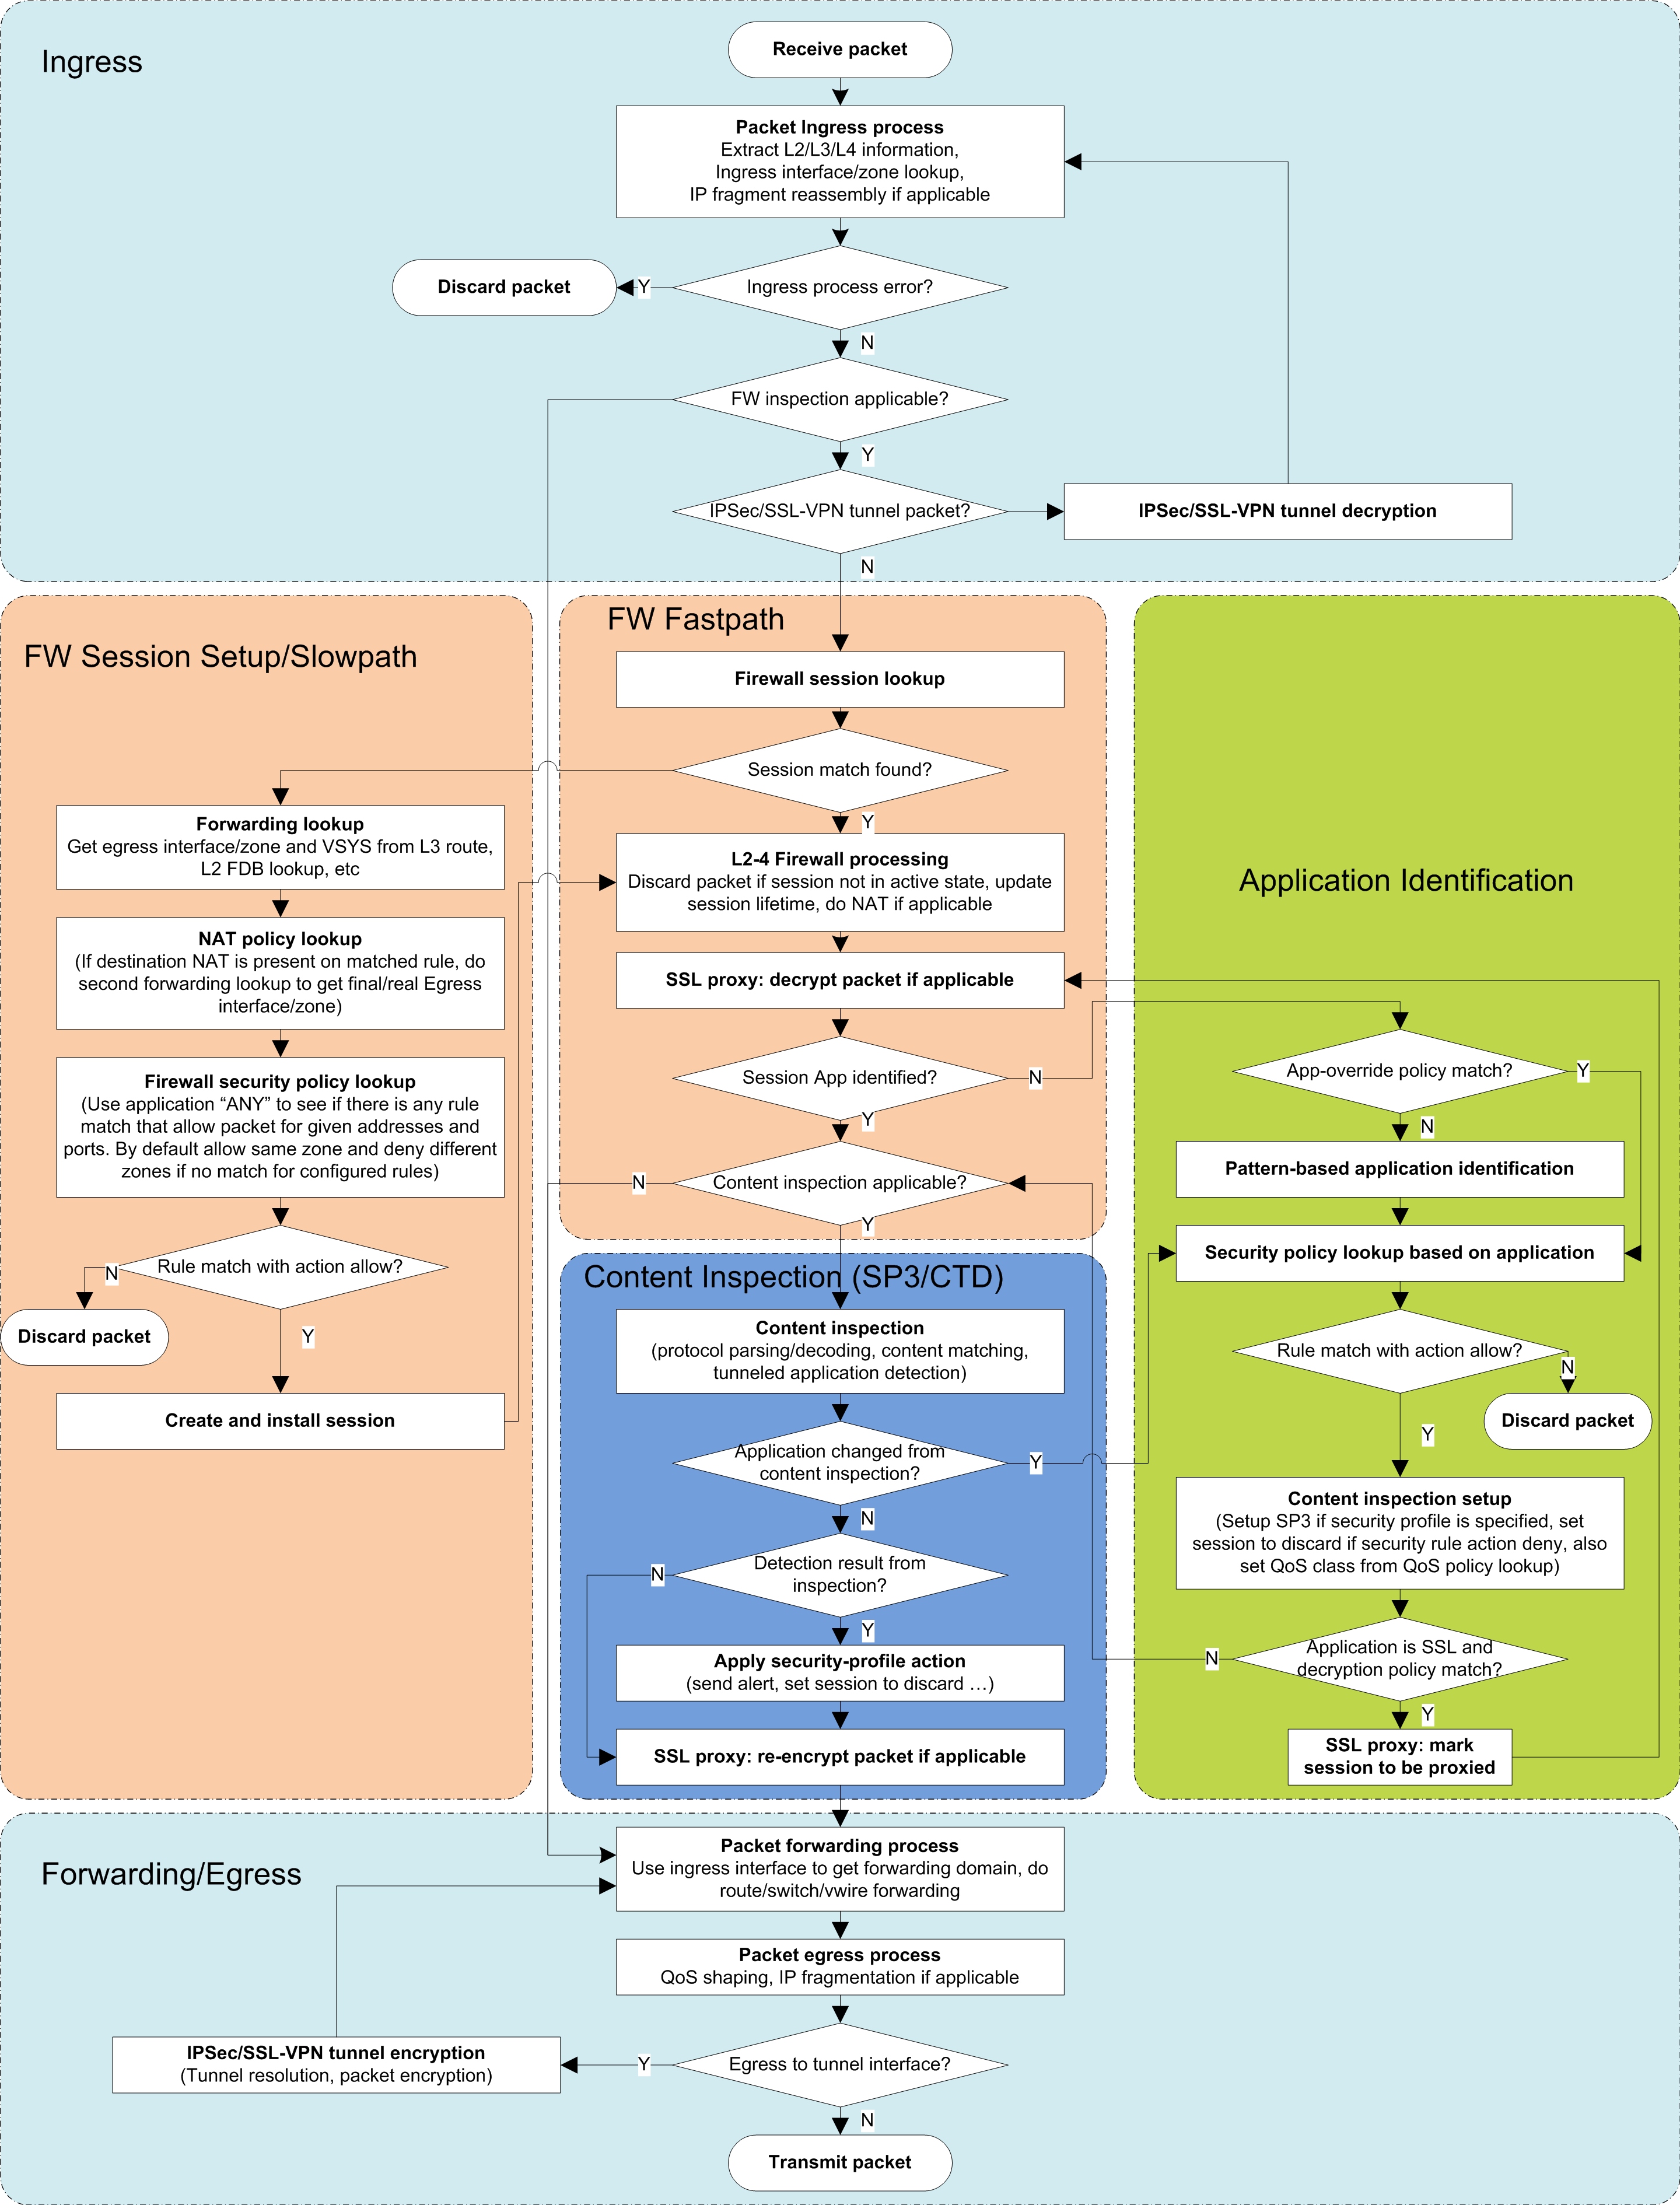 Ingress
Receive packet
Packet Ingress process
Extract L2/L3/L4 information,
Ingress interface/zone lookup,
IP fragment reassembly if applicable
Discard packet
Y
Ingress process error?
N
FW inspection applicable?
Y
IPSec/SSL-VPN tunnel packet?
IPSec/SSL-VPN tunnel decryption
N
FW Session Setup/Slowpath
Forwarding lookup
Get egress interface/zone and VSYS from L3 route,
L2 FDB lookup, etc
NAT policy lookup
(If destination NAT is present on matched rule, do
second forwarding lookup to get final/real Egress
interface/zone)
Firewall security policy lookup
(Use application “ANY” to see if there is any rule
match that allow packet for given addresses and
ports. By default allow same zone and deny different
zones if no match for configured rules)
Rule match with action allow?
N
Discard packet
Y
Create and install session
FW Fastpath
Firewall session lookup
Session match found?
Y
L2-4 Firewall processing
Discard packet if session not in active state, update
session lifetime, do NAT if applicable
SSL proxy: decrypt packet if applicable
Session App identified?
N
Y
Content inspection applicable?
N
Y
Content Inspection (SP3/CTD)
Content inspection
(protocol parsing/decoding, content matching,
tunneled application detection)
Application changed from
content inspection?
Y
N
Detection result from
inspection?
N
Y
Apply security-profile action
(send alert, set session to discard …)
SSL proxy: re-encrypt packet if applicable
Application Identification
App-override policy match?
Y
N
Pattern-based application identification
Security policy lookup based on application
Rule match with action allow?
N
Discard packet
Y
Content inspection setup
(Setup SP3 if security profile is specified, set
session to discard if security rule action deny, also
set QoS class from QoS policy lookup)
Application is SSL and
decryption policy match?
N
Y
SSL proxy: mark
session to be proxied
Forwarding/Egress
Packet forwarding process
Use ingress interface to get forwarding domain, do
route/switch/vwire forwarding
Packet egress process
QoS shaping, IP fragmentation if applicable
IPSec/SSL-VPN tunnel encryption
(Tunnel resolution, packet encryption)
Y
Egress to tunnel interface?
N
Transmit packet